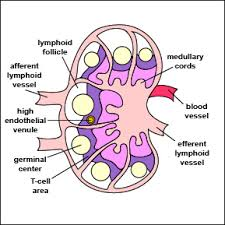 lymphoid
follicle
afferent
lymphoid
vessel
high
endothelial
venule
germinal
center
T-cell
area
medullary
cords
blood
vessel
efferent
lymphoid
vessel